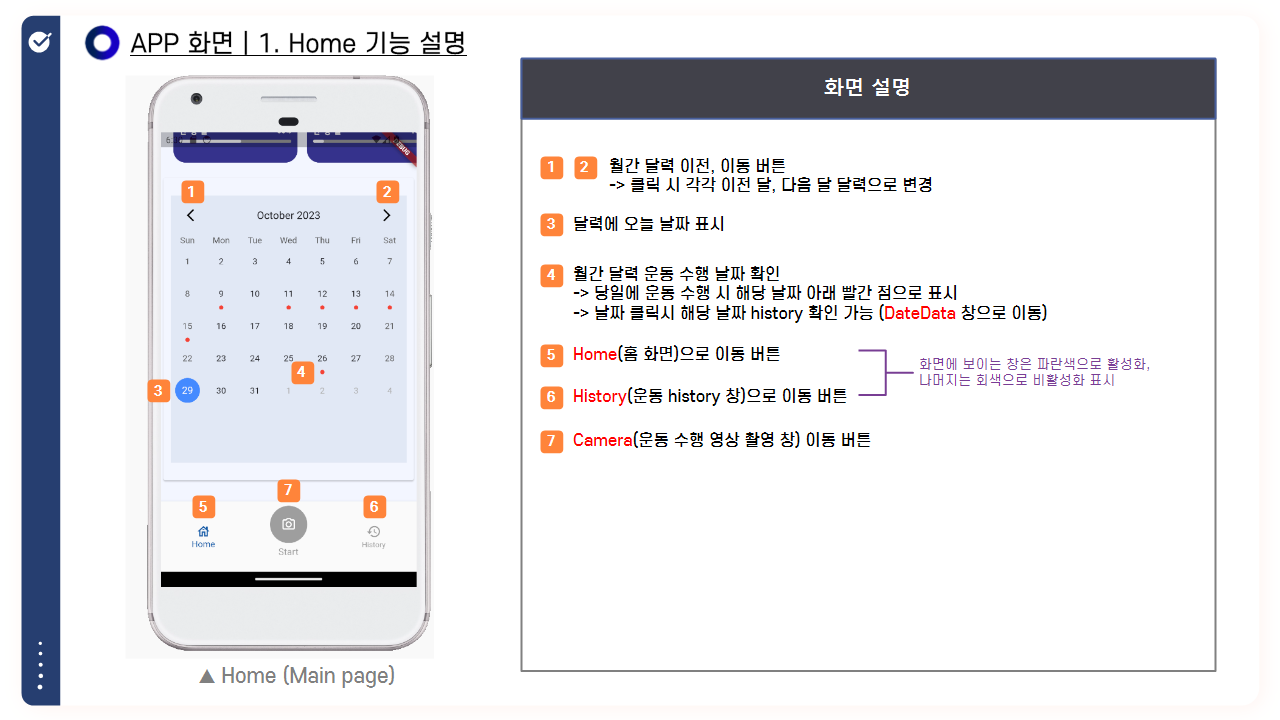 APP 화면 | 1. Home 기능 설명
화면 설명
DEBUG
1
2
October 2023
Sun Mon Tue Wed Thu Fri Sat
1 2 3 4 5 6 7
8 9 10 11 12 13 14
15 16 17 18 19 20 21
22 23 24 25 26 27 28
4
3
29 30 31 1 2 3 4
5
7
6
Home
Start
History
▲ Home (Main page)
1 2 월간 달력 이전, 이동 버튼
-> 클릭 시 각각 이전 달, 다음 달 달력으로 변경
3 달력에 오늘 날짜 표시
4 월간 달력 운동 수행 날짜 확인
-> 당일에 운동 수행 시 해당 날짜 아래 빨간 점으로 표시
-> 날짜 클릭시 해당 날짜 history 확인 가능 (DateData 창으로 이동)
5 Home(홈 화면)으로 이동 버튼
6 History(운동 history 창)으로 이동 버튼
화면에 보이는 창은 파란색으로 활성화,
나머지는 회색으로 비활성화 표시
7 Camera(운동 수행 영상 촬영 창) 이동 버튼